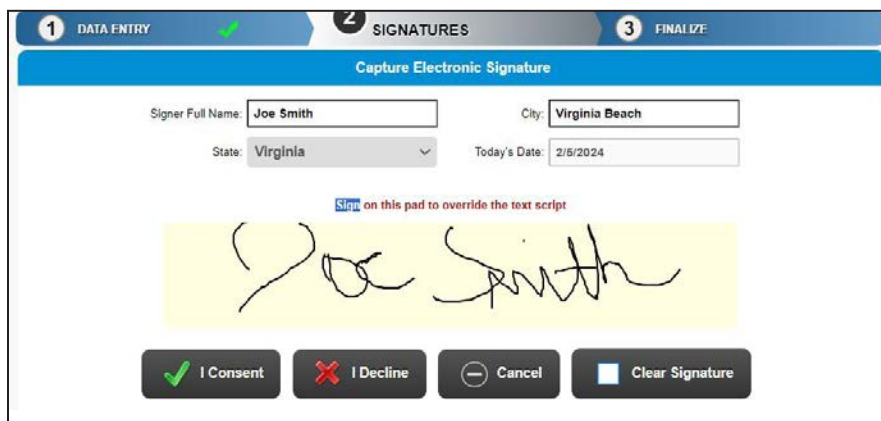 1 DATA ENTRY 2 SIGNATURES 3 FINALIZE
Capture Electronic Signature
Signer Full Name: Joe Smith City: Virginia Beach
State: Virginia Today's Date: 2/5/2024
Sign on this pad to override the text script
Joe Smith
I Consent I Decline Cancel Clear Signature